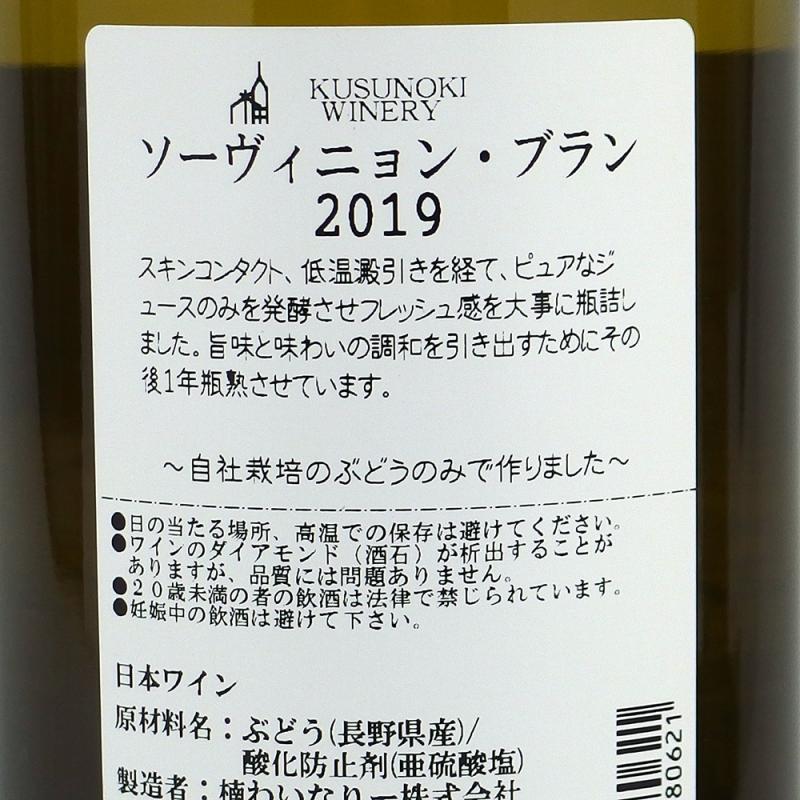 KUSUNOKI
WINERY
ソーヴィニョン・ブラン
2019
スキンコンタクト、低温澱引きを経て、ピュアなジ
ュースのみを発酵させフレッシュ感を大事に瓶詰し
ました。旨味と味わいの調和を引き出すためにその
後1年瓶熟させています。
～自社栽培のぶどうのみで作りました～
●日の当たる場所、高温での保存は避けてください。
●ワインのダイアモンド（酒石）が析出することが
ありますが、品質には問題ありません。
●２０歳未満の者の飲酒は法律で禁じられています。
●妊娠中の飲酒は避けて下さい。
日本ワイン
原材料名：ぶどう(長野県産)/
酸化防止剤(亜硫酸塩)
製造者：楠わいなりー株式会社
80621